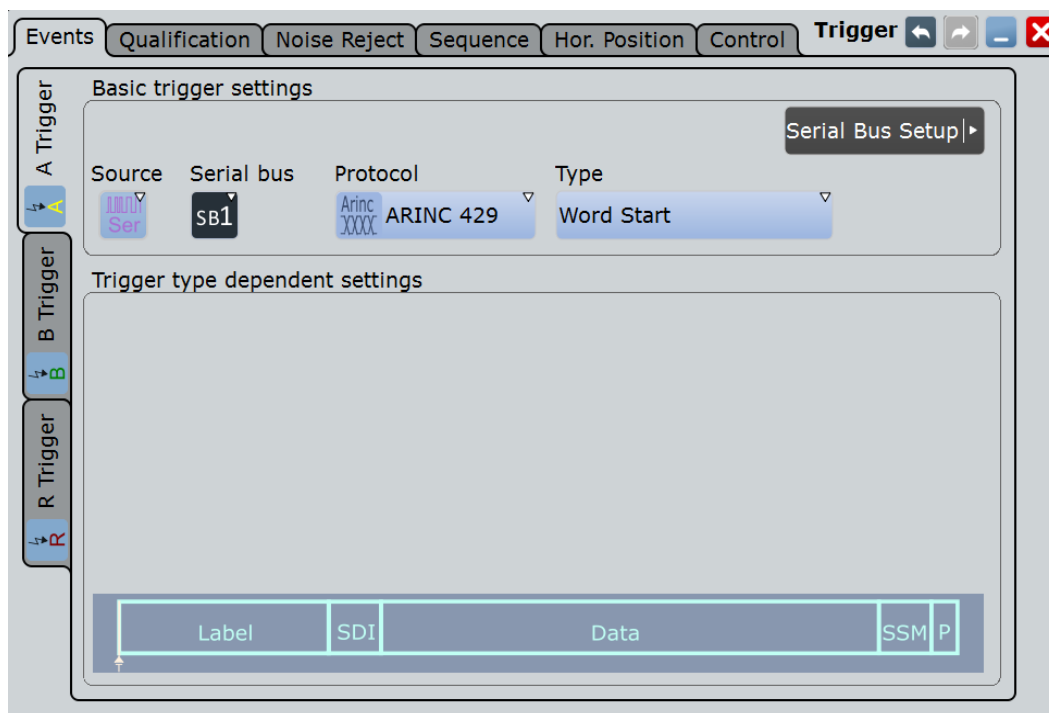 Events Qualification Noise Reject Sequence Hor. Position Control Trigger
A Trigger
A
B Trigger
B
R Trigger
R
Basic trigger settings
Serial Bus Setup
Source Serial bus Protocol Type
Ser SB1 Arinc XXXX ARINC 429 Word Start
Trigger type dependent settings
Label SDI Data SSM P
T